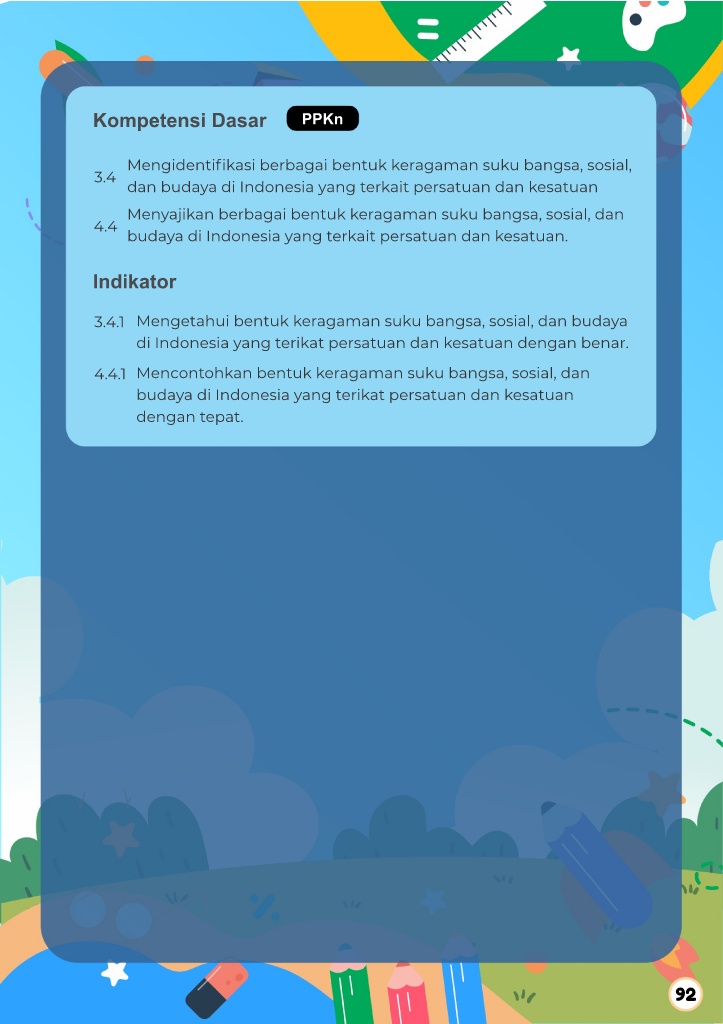 Kompetensi Dasar PPKn
3.4 Mengidentifikasi berbagai bentuk keragaman suku bangsa, sosial,
dan budaya di Indonesia yang terkait persatuan dan kesatuan
4.4 Menyajikan berbagai bentuk keragaman suku bangsa, sosial, dan
budaya di Indonesia yang terkait persatuan dan kesatuan.
Indikator
3.4.1 Mengetahui bentuk keragaman suku bangsa, sosial, dan budaya
di Indonesia yang terikat persatuan dan kesatuan dengan benar.
4.4.1 Mencontohkan bentuk keragaman suku bangsa, sosial, dan
budaya di Indonesia yang terikat persatuan dan kesatuan
dengan tepat.
92